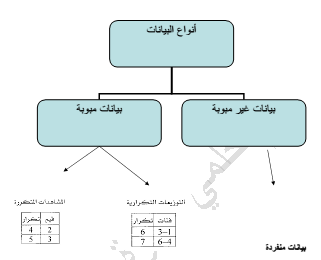 أنواع البيانات
بيانات غير مبوبة
بيانات مبوبة
بيانات منفردة
التوزيعات التكرارية
فئات تكرار
3–1 6
6–4 7
المشاهدات المتكررة
قيم تكرار
2 4
3 5